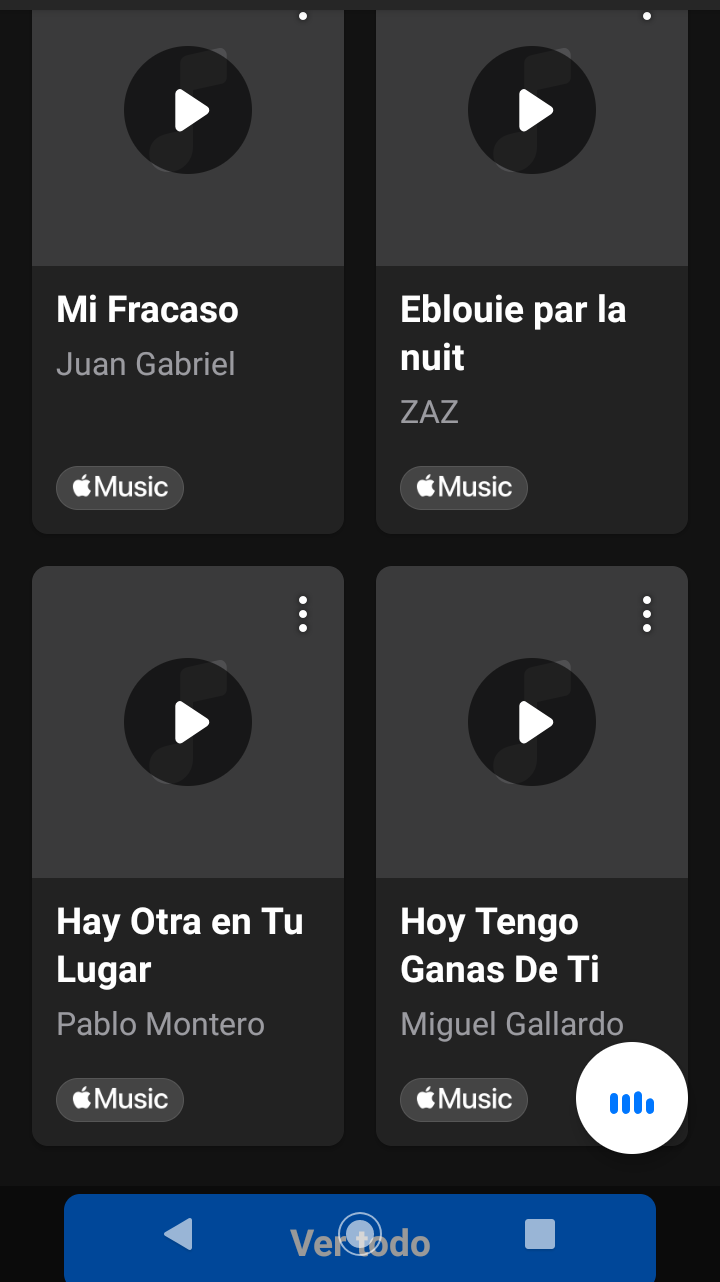 Mi Fracaso
Juan Gabriel
Music
Eblouie par la
nuit
ZAZ
Music
Hay Otra en Tu
Lugar
Pablo Montero
Music
Hoy Tengo
Ganas De Ti
Miguel Gallardo
Music
Ver todo